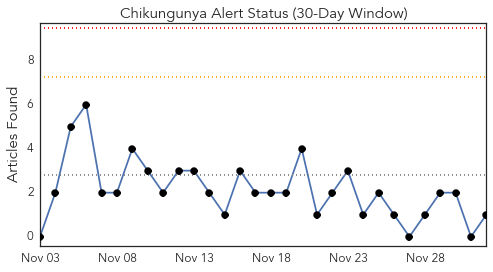 Chikungunya Alert Status (30-Day Window)
Articles Found
8
6
4
2
0
Nov 03 Nov 08 Nov 13 Nov 18 Nov 23 Nov 28